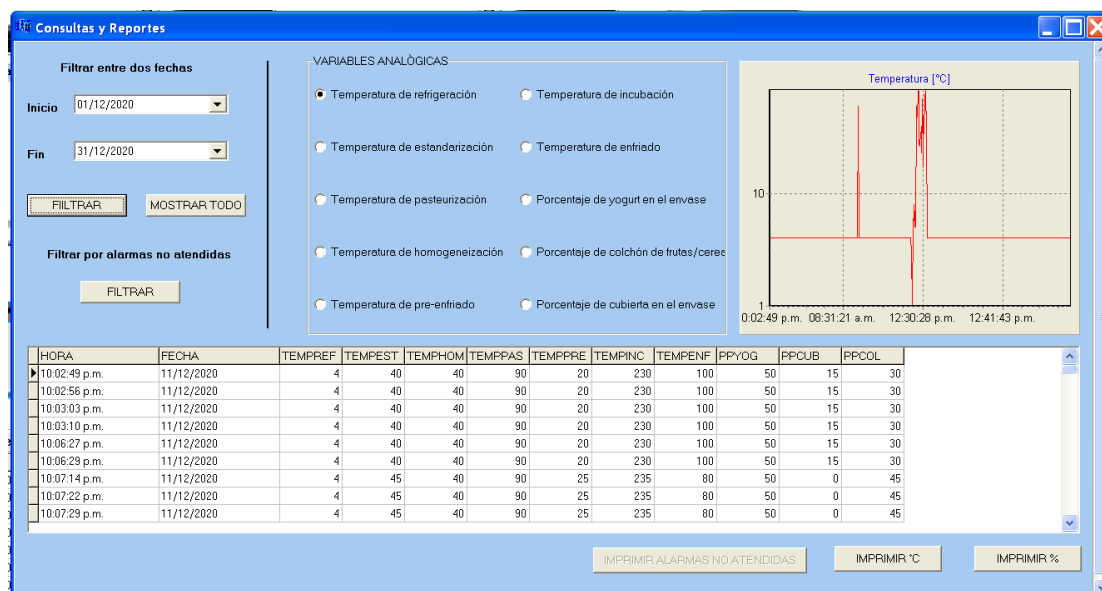 Consultas y Reportes
Filtrar entre dos fechas
Inicio 01/12/2020
Fin 31/12/2020
FIILTRAR MOSTRAR TODO
Filtrar por alarmas no atendidas
FILTRAR
VARIABLES ANALÒGICAS
Temperatura de refrigeración Temperatura de incubación
Temperatura de estandarización Temperatura de enfriado
Temperatura de pasteurización Porcentaje de yogurt en el envase
Temperatura de homogeneización Porcentaje de colchón de frutas/cerea
Temperatura de pre-enfriado Porcentaje de cubierta en el envase
Temperatura [°C]
10
1
0:02:49 p.m. 08:31:21 a.m. 12:30:28 p.m. 12:41:43 p.m.
HORA FECHA TEMPREF TEMPEST TEMPHOM TEMPPAS TEMPPRE TEMPINC TEMPENF PPYOG PPCUB PPCOL
10:02:49 p.m. 11/12/2020 4 40 40 90 20 230 100 50 15 30
10:02:56 p.m. 11/12/2020 4 40 40 90 20 230 100 50 15 30
10:03:03 p.m. 11/12/2020 4 40 40 90 20 230 100 50 15 30
10:03:10 p.m. 11/12/2020 4 40 40 90 20 230 100 50 15 30
10:06:27 p.m. 11/12/2020 4 40 40 90 20 230 100 50 15 30
10:06:29 p.m. 11/12/2020 4 40 40 90 20 230 100 50 15 30
10:07:14 p.m. 11/12/2020 4 45 40 90 25 235 80 50 0 45
10:07:22 p.m. 11/12/2020 4 45 40 90 25 235 80 50 0 45
10:07:29 p.m. 11/12/2020 4 45 40 90 25 235 80 50 0 45
IMPRIMIR ALARMAS NO ATENDIDAS IMPRIMIR °C IMPRIMIR %